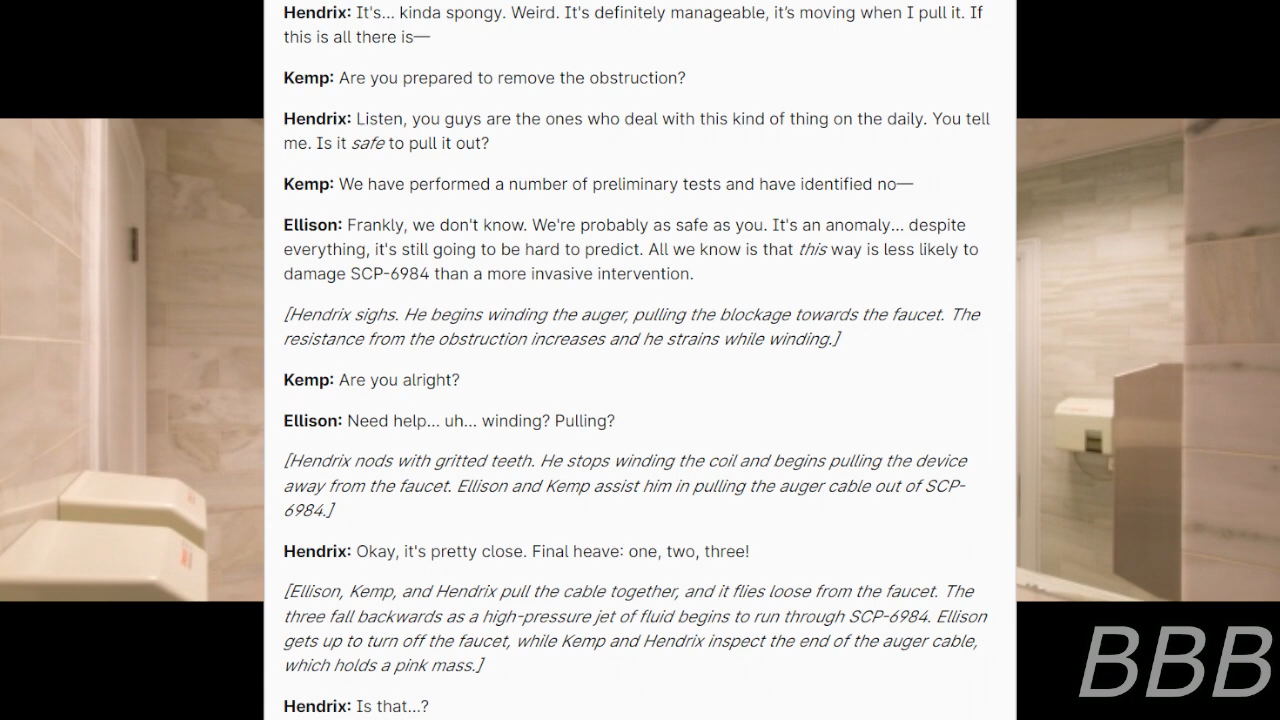 Hendrix: It's... kinda spongy. Weird. It's definitely manageable, it’s moving when I pull it. If
this is all there is—
Kemp: Are you prepared to remove the obstruction?
Hendrix: Listen, you guys are the ones who deal with this kind of thing on the daily. You tell
me. Is it safe to pull it out?
Kemp: We have performed a number of preliminary tests and have identified no—
Ellison: Frankly, we don't know. We're probably as safe as you. It's an anomaly... despite
everything, it's still going to be hard to predict. All we know is that this way is less likely to
damage SCP-6984 than a more invasive intervention.
[Hendrix sighs. He begins winding the auger, pulling the blockage towards the faucet. The
resistance from the obstruction increases and he strains while winding.]
Kemp: Are you alright?
Ellison: Need help... uh... winding? Pulling?
[Hendrix nods with gritted teeth. He stops winding the coil and begins pulling the device
away from the faucet. Ellison and Kemp assist him in pulling the auger cable out of SCP-
6984.]
Hendrix: Okay, it's pretty close. Final heave: one, two, three!
[Ellison, Kemp, and Hendrix pull the cable together, and it flies loose from the faucet. The
three fall backwards as a high-pressure jet of fluid begins to run through SCP-6984. Ellison
gets up to turn off the faucet, while Kemp and Hendrix inspect the end of the auger cable,
which holds a pink mass.]
Hendrix: Is that...?
BBB